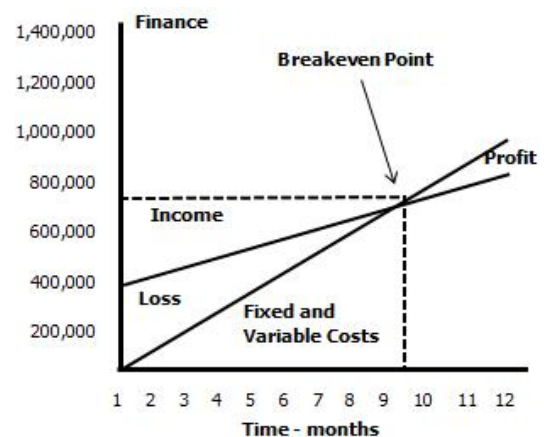 Finance
1,400,000
1,200,000
Breakeven Point
1,000,000
800,000
Profit
Income
600,000
400,000
Loss
Fixed and
Variable Costs
200,000
1 2 3 4 5 6 7 8 9 10 11 12
Time - months